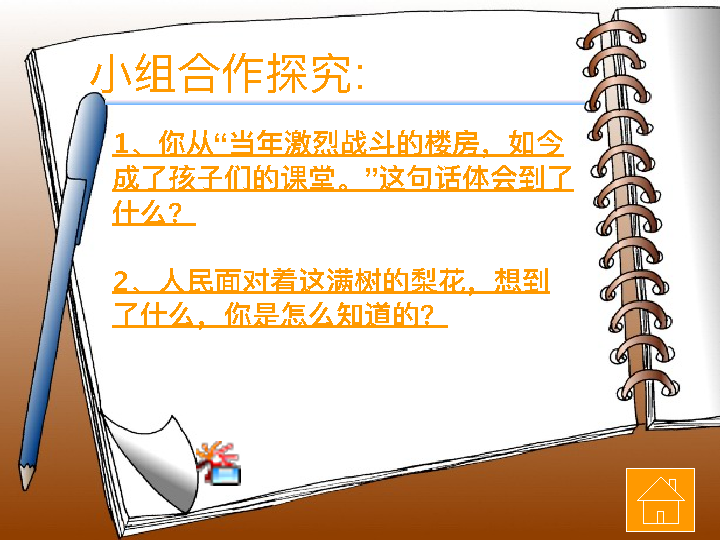 小组合作探究：
1、你从“当年激烈战斗的楼房，如今
成了孩子们的课堂。”这句话体会到了
什么？
2、人民面对着这满树的梨花，想到
了什么，你是怎么知道的？